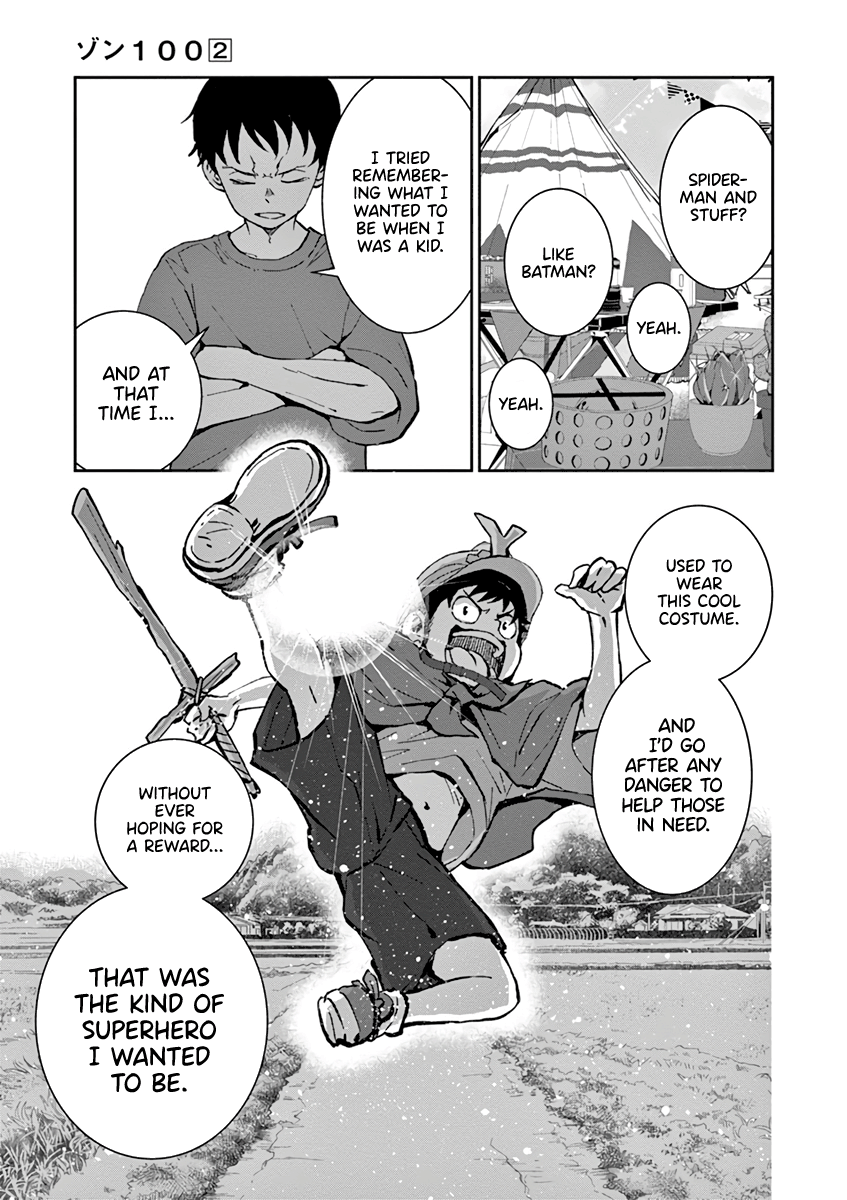 ゾン100 2
SPIDER-
MAN AND
STUFF?
LIKE
BATMAN?
YEAH.
YEAH.
I TRIED
REMEMBER-
ING WHAT I
WANTED TO
BE WHEN I
WAS A KID.
AND AT
THAT
TIME I...
USED TO
WEAR
THIS COOL
COSTUME.
AND
I'D GO
AFTER ANY
DANGER TO
HELP THOSE
IN NEED.
WITHOUT
EVER
HOPING FOR
A REWARD...
THAT WAS
THE KIND OF
SUPERHERO
I WANTED
TO BE.